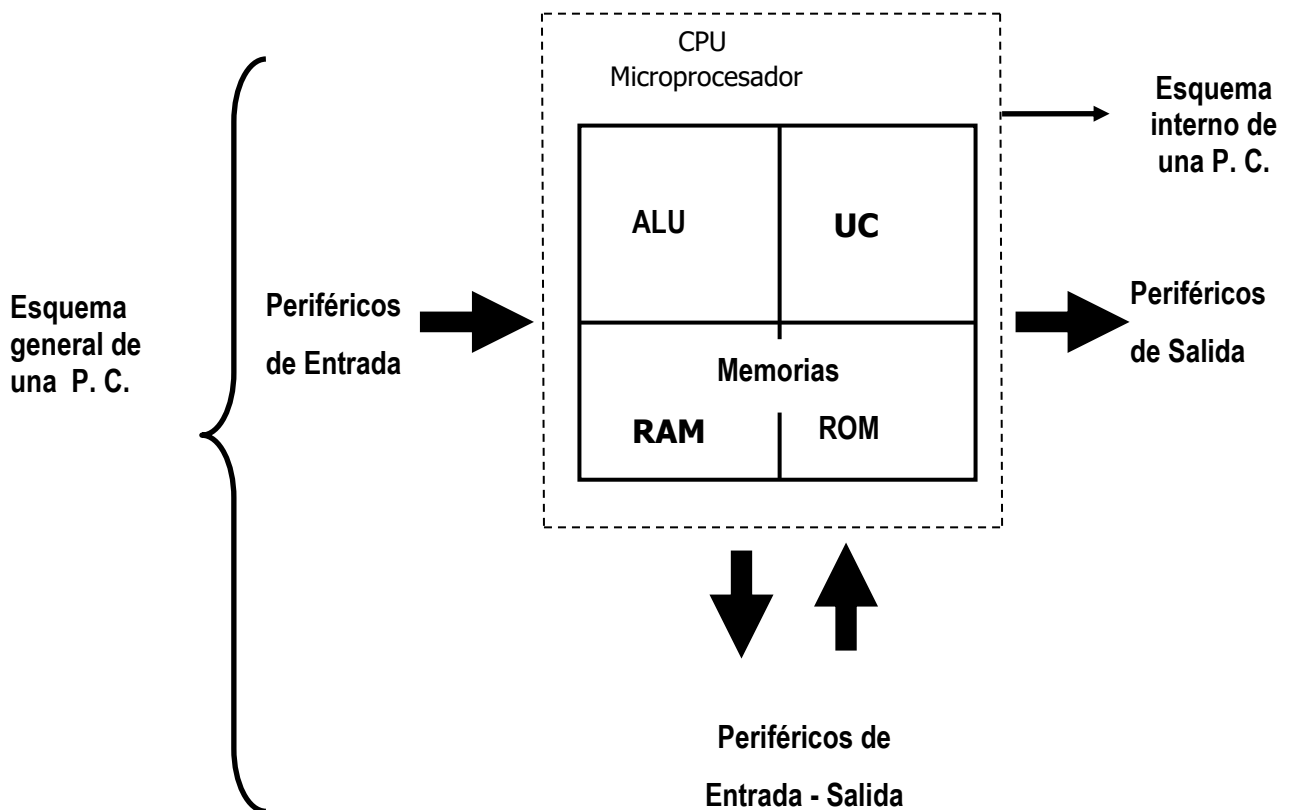 CPU
Microprocesador
Esquema
interno de
una P. C.
ALU
UC
Esquema
general de
una P. C.
Periféricos
de Entrada
Periféricos
de Salida
Memorias
RAM
ROM
Periféricos de
Entrada - Salida